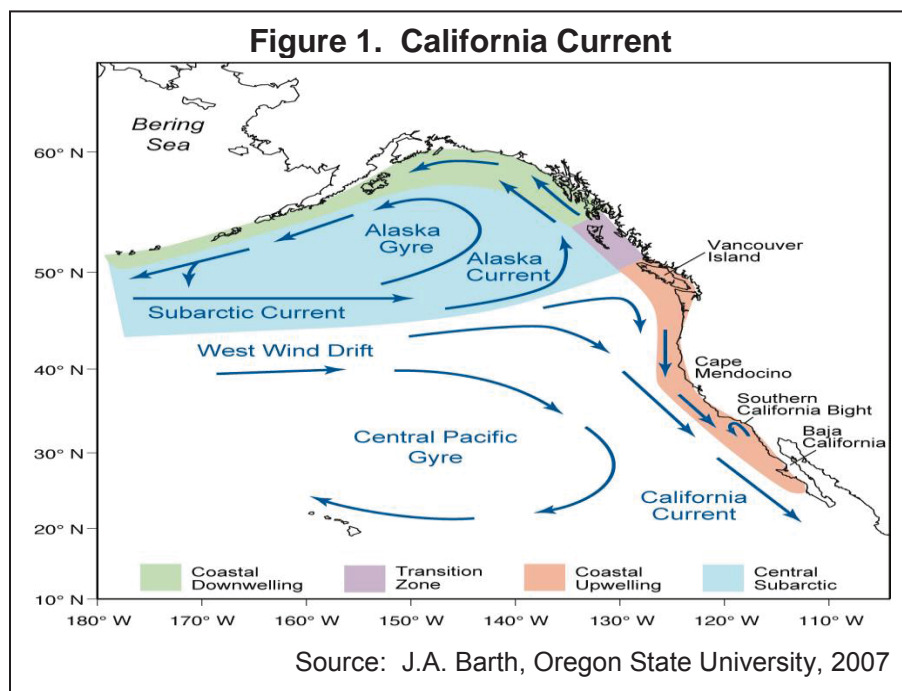 Figure 1.  California Current
Bering
Sea
60° N
Alaska
Gyre
Alaska
Current
Vancouver
Island
50° N
Subarctic Current
West Wind Drift
Cape
Mendocino
40° N
Southern
California Bight
Baja
California
Central Pacific
Gyre
30° N
California
Current
20° N
Coastal
Downwelling
Transition
Zone
Coastal
Upwelling
Central
Subarctic
10° N
180° W 170° W 160° W 150° W 140° W 130° W 120° W 110° W
Source:  J.A. Barth, Oregon State University, 2007